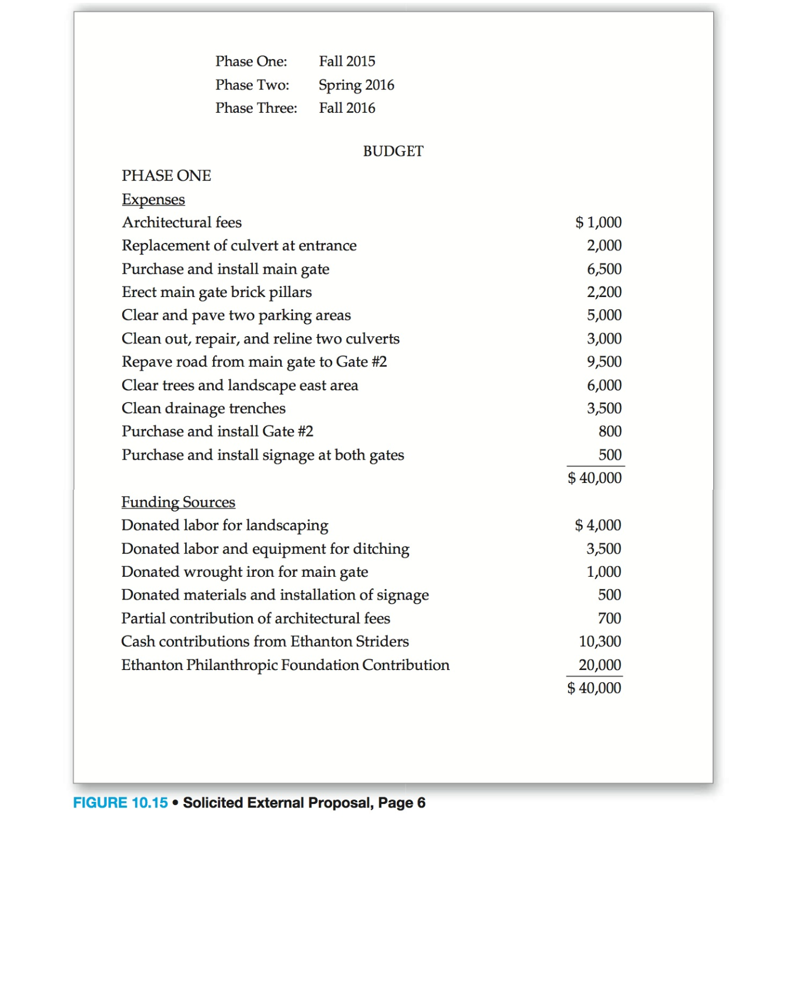 Phase One: Fall 2015
Phase Two: Spring 2016
Phase Three: Fall 2016
BUDGET
PHASE ONE
Expenses
Architectural fees $ 1,000
Replacement of culvert at entrance 2,000
Purchase and install main gate 6,500
Erect main gate brick pillars 2,200
Clear and pave two parking areas 5,000
Clean out, repair, and reline two culverts 3,000
Repave road from main gate to Gate #2 9,500
Clear trees and landscape east area 6,000
Clean drainage trenches 3,500
Purchase and install Gate #2 800
Purchase and install signage at both gates 500
$ 40,000
Funding Sources
Donated labor for landscaping $ 4,000
Donated labor and equipment for ditching 3,500
Donated wrought iron for main gate 1,000
Donated materials and installation of signage 500
Partial contribution of architectural fees 700
Cash contributions from Ethanton Striders 10,300
Ethanton Philanthropic Foundation Contribution 20,000
$ 40,000
FIGURE 10.15 • Solicited External Proposal, Page 6